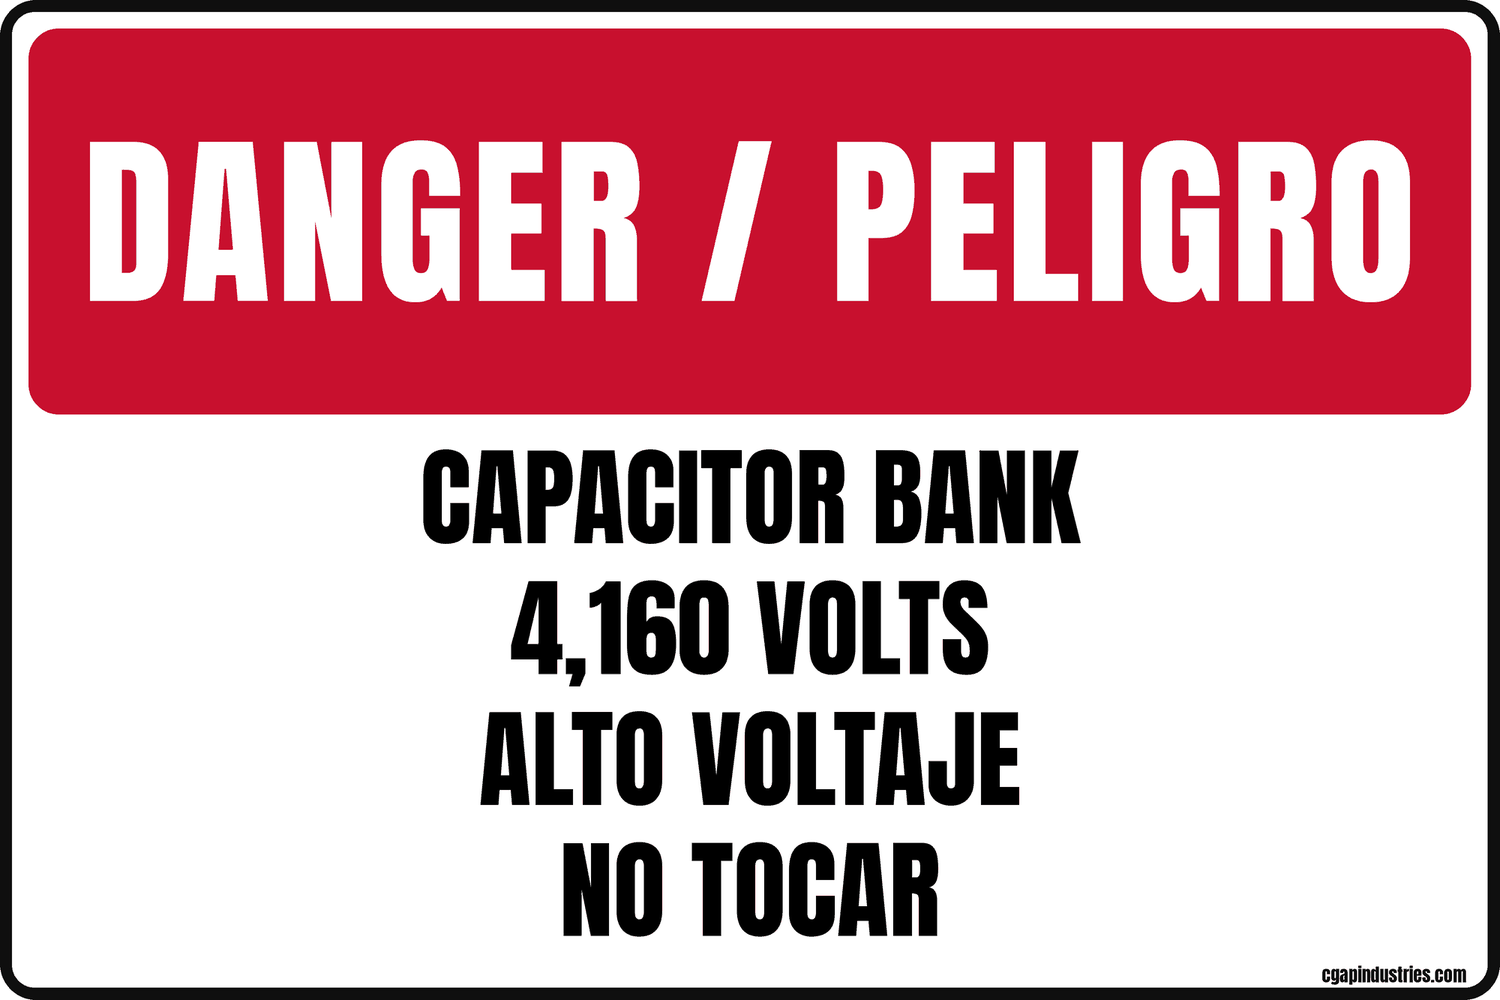 DANGER / PELIGRO
CAPACITOR BANK
4,160 VOLTS
ALTO VOLTAJE
NO TOCAR
cgapindustries.com